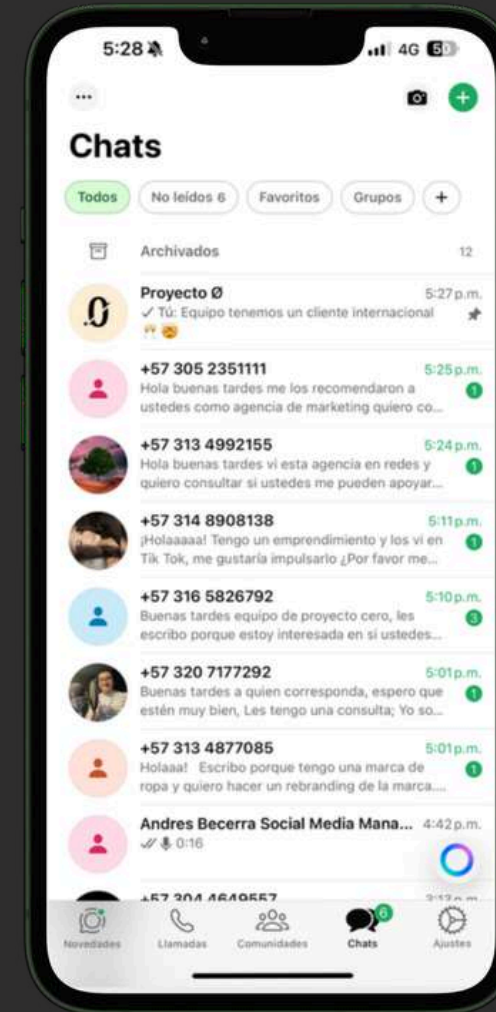 5:28
4G 50
Chats
Todos
No leídos 6
Favoritos
Grupos
+
Archivados
12
Proyecto Ø
5:27 p.m.
✓ Tú: Equipo tenemos un cliente internacional
🥂🤯
+57 305 2351111
5:25 p.m.
Hola buenas tardes me los recomendaron a
1
ustedes como agencia de marketing quiero co...
+57 313 4992155
5:24 p.m.
Hola buenas tardes vi esta agencia en redes y
1
quiero consultar si ustedes me pueden apoyar...
+57 314 8908138
5:11 p.m.
¡Holaaaaa! Tengo un emprendimiento y los vi en
1
Tik Tok, me gustaría impulsarlo ¿Por favor me...
+57 316 5826792
5:10 p.m.
Buenas tardes equipo de proyecto cero, les
3
escribo porque estoy interesada en si ustedes...
+57 320 7177292
5:01 p.m.
Buenas tardes a quien corresponda, espero que
1
estén muy bien, Les tengo una consulta; Yo so...
+57 313 4877085
5:01 p.m.
Holaaa! Escribo porque tengo una marca de
1
ropa y quiero hacer un rebranding de la marca....
Andres Becerra Social Media Mana...
4:42 p.m.
0:16
+57 304 4649557
6
Novedades
Llamadas
Comunidades
Chats
Ajustes